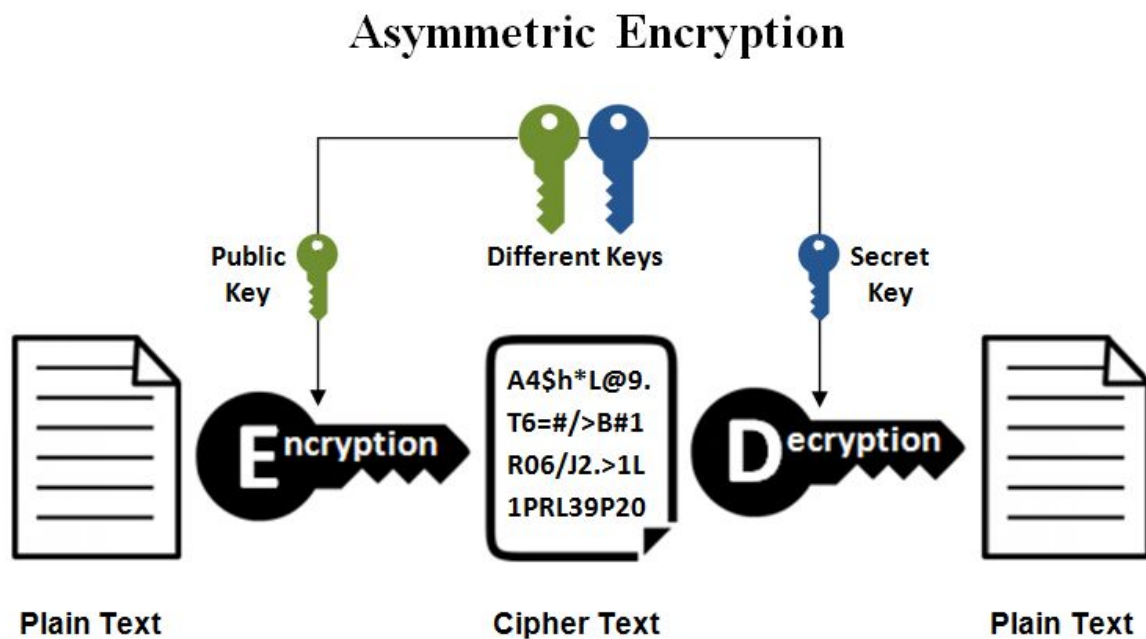 Asymmetric Encryption
Public
Key
Different Keys
Secret
Key
Encryption
A4$h*L@9.
T6=#/>B#1
R06/J2.>1L
1PRL39P20
Decryption
Plain Text
Cipher Text
Plain Text